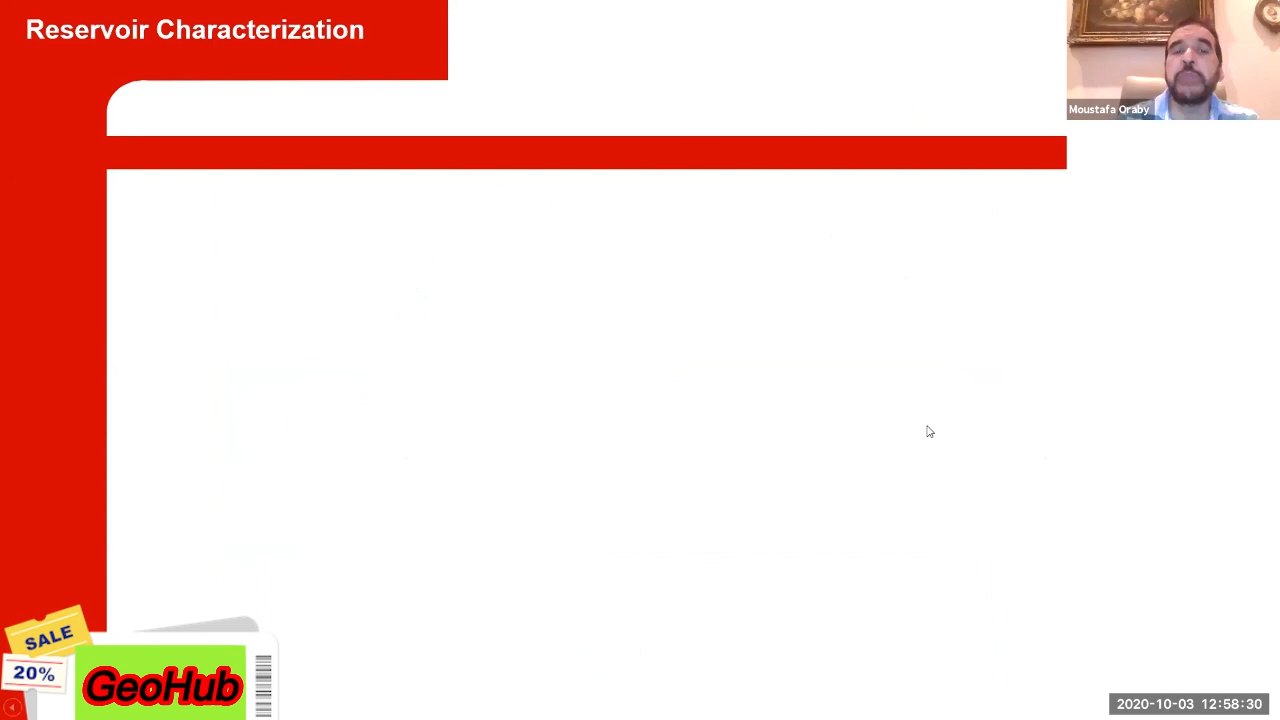 Reservoir Characterization
Moustafa Oraby
SALE
20%
GeoHub
2020-10-03 12:58:30